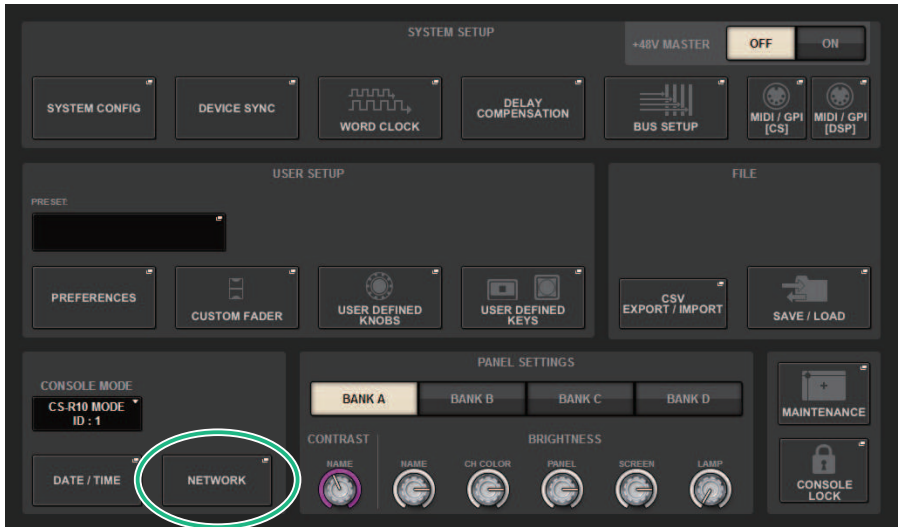 SYSTEM SETUP
+48V MASTER
OFF
ON
SYSTEM CONFIG
DEVICE SYNC
WORD CLOCK
DELAY
COMPENSATION
BUS SETUP
MIDI / GPI
[CS]
MIDI / GPI
[DSP]
USER SETUP
PRESET
PREFERENCES
CUSTOM FADER
USER DEFINED
KNOBS
USER DEFINED
KEYS
FILE
CSV
EXPORT / IMPORT
SAVE / LOAD
CONSOLE MODE
CS-R10 MODE
ID : 1
DATE / TIME
NETWORK
PANEL SETTINGS
BANK A
BANK B
BANK C
BANK D
CONTRAST
BRIGHTNESS
NAME
NAME
CH COLOR
PANEL
SCREEN
LAMP
MAINTENANCE
CONSOLE
LOCK